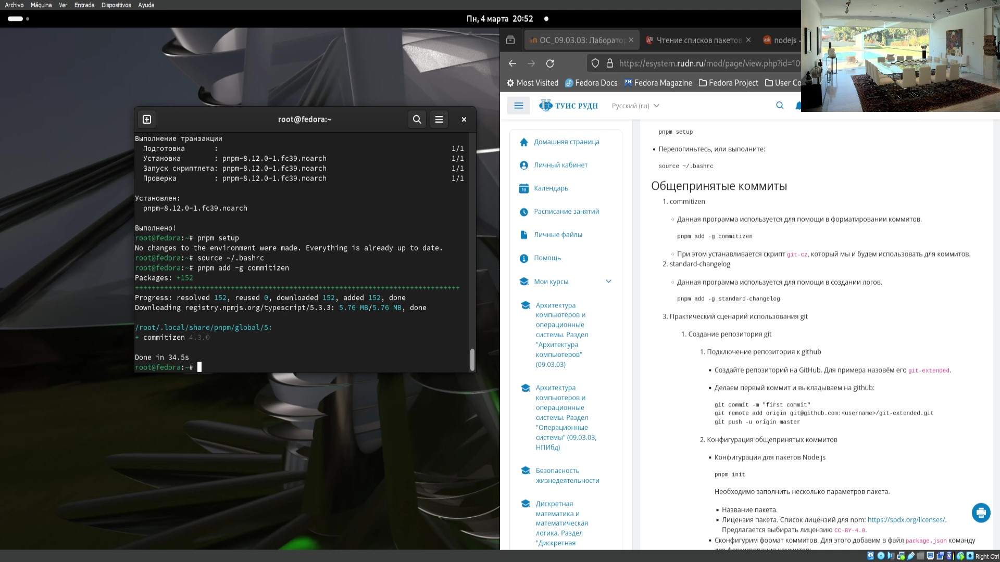 Archivo Máquina Ver Entrada Dispositivos Ayuda
Пн, 4 марта 20:52
root@fedora:~
Выполнение транзакции
Подготовка : 1/1
Установка : pnpm-8.12.0-1.fc39.noarch 1/1
Запуск скриптлета: pnpm-8.12.0-1.fc39.noarch 1/1
Проверка : pnpm-8.12.0-1.fc39.noarch 1/1
Установлен:
pnpm-8.12.0-1.fc39.noarch
Выполнено!
root@fedora:~# pnpm setup
No changes to the environment were made. Everything is already up to date.
root@fedora:~# source ~/.bashrc
root@fedora:~# pnpm add -g commitizen
Packages: +152
++++++++++++++++++++++++++++++++++++++++++++++++++++++++++++++++++++++++++++++
Progress: resolved 152, reused 0, downloaded 152, added 152, done
Downloading registry.npmjs.org/typescript/5.3.3: 5.76 MB/5.76 MB, done
/root/.local/share/pnpm/global/5:
+ commitizen 4.3.0
Done in 34.5s
root@fedora:~#
ОС_09.03.03: Лаборатор
Чтение списков пакетов
nodejs -
https://esystem.rudn.ru/mod/page/view.php?id=10
Most Visited Fedora Docs Fedora Magazine Fedora Project User Co
ТУИС РУДН Русский (ru)
Домашняя страница
Личный кабинет
Календарь
Расписание занятий
Личные файлы
Помощь
Мои курсы
Архитектура
компьютеров и
операционные
системы. Раздел
"Архитектура
компьютеров"
(09.03.03)
Архитектура
компьютеров и
операционные
системы. Раздел
"Операционные
системы" (09.03.03,
НПИбд)
Безопасность
жизнедеятельности
Дискретная
математика и
математическая
логика. Раздел
"Дискретная
pnpm setup
• Перелогиньтесь, или выполните:
source ~/.bashrc
Общепринятые коммиты
1. commitizen
Данная программа используется для помощи в форматировании коммитов.
pnpm add -g commitizen
При этом устанавливается скрипт git-cz, который мы и будем использовать для коммитов.
2. standard-changelog
Данная программа используется для помощи в создании логов.
pnpm add -g standard-changelog
3. Практический сценарий использования git
1. Создание репозитория git
1. Подключение репозитория к github
Создайте репозиторий на GitHub. Для примера назовём его git-extended.
Делаем первый коммит и выкладываем на github:
git commit -m "first commit"
git remote add origin git@github.com:<username>/git-extended.git
git push -u origin master
2. Конфигурация общепринятых коммитов
Конфигурация для пакетов Node.js
pnpm init
Необходимо заполнить несколько параметров пакета.
Название пакета.
Лицензия пакета. Список лицензий для npm: https://spdx.org/licenses/.
Предлагается выбирать лицензию CC-BY-4.0.
Сконфигурим формат коммитов. Для этого добавим в файл package.json команду
для формирования коммитов:
Right Ctrl